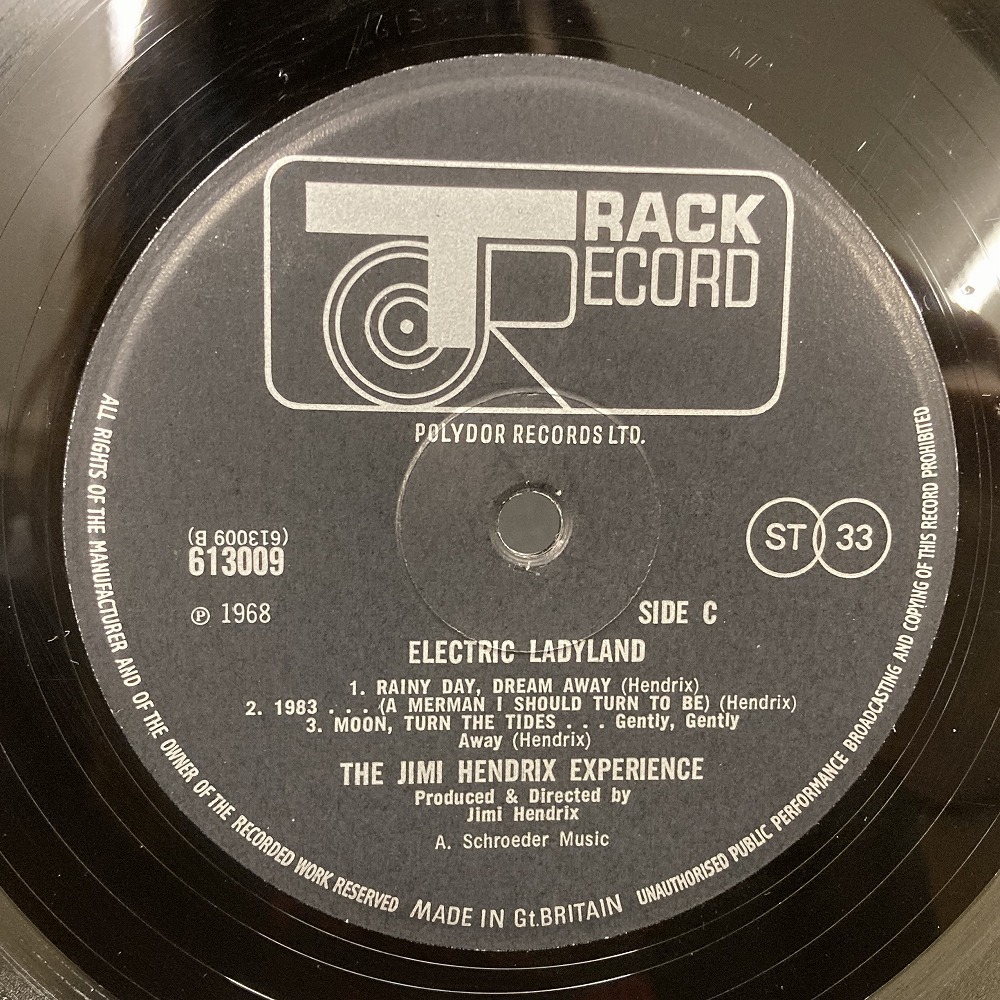 TRACK
RECORD
POLYDOR RECORDS LTD.
(613009 B)
613009
ST 33
℗ 1968
SIDE C
ELECTRIC LADYLAND
1. RAINY DAY, DREAM AWAY (Hendrix)
2. 1983 . . . (A MERMAN I SHOULD TURN TO BE) (Hendrix)
3. MOON, TURN THE TIDES . . . Gently, Gently
Away (Hendrix)
THE JIMI HENDRIX EXPERIENCE
Produced & Directed by
Jimi Hendrix
A. Schroeder Music
ALL RIGHTS OF THE MANUFACTURER AND OF THE OWNER OF THE RECORDED WORK RESERVED
MADE IN Gt.BRITAIN
UNAUTHORISED PUBLIC PERFORMANCE BROADCASTING AND COPYING OF THIS RECORD PROHIBITED